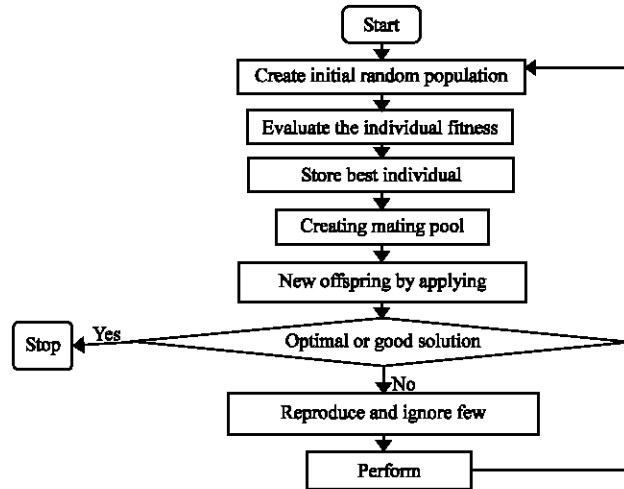 Start
Create initial random population
Evaluate the individual fitness
Store best individual
Creating mating pool
New offspring by applying
Stop
Yes
Optimal or good solution
No
Reproduce and ignore few
Perform